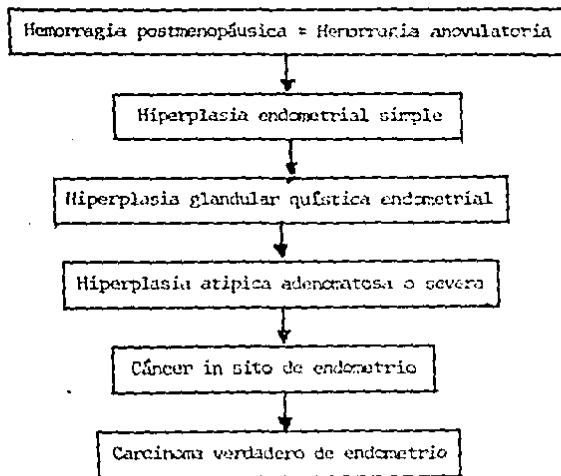 Hemorragia postmenopáusica = Hemorragia anovulatoria
Hiperplasia endometrial simple
Hiperplasia glandular quística endometrial
Hiperplasia atipica adenomatosa o severa
Cáncer in sito de endometrio
Carcinoma verdadero de endometrio